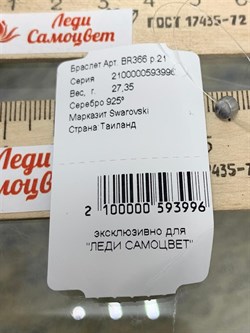 Леди
Самоцвет®
ГОСТ 17435-72
Браслет Арт. BR366 р.21
Серия 2100000593996
Вес, г. 27,35
Серебро 925°
Марказит Swarovski
Страна Таиланд
Леди
Самоцвет
35-72
2 100000 593996
эксклюзивно для
"ЛЕДИ САМОЦВЕТ"